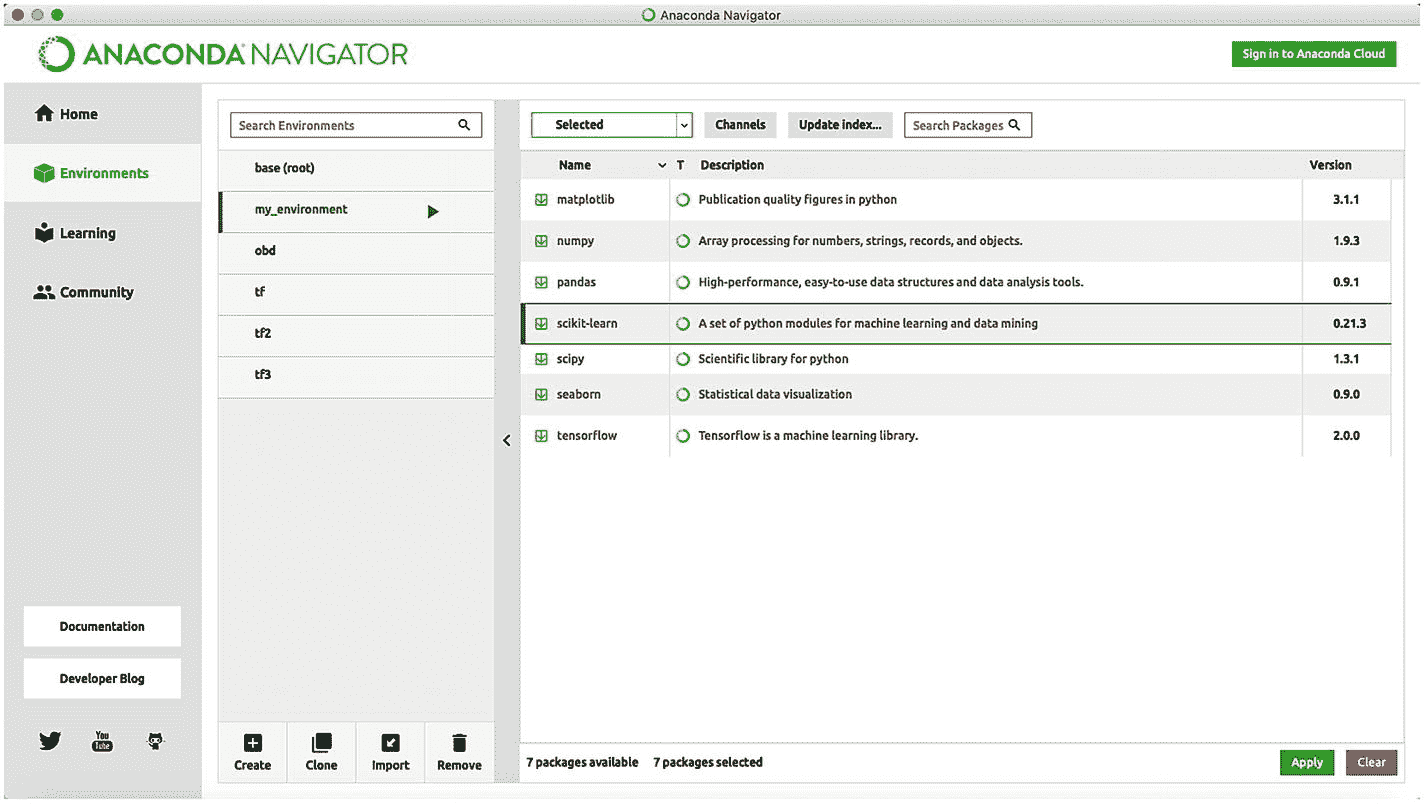 Anaconda Navigator
ANACONDA NAVIGATOR
Sign in to Anaconda Cloud
Home
Environments
Learning
Community
Documentation
Developer Blog
You Tube
Search Environments
base (root)
my_environment
obd
tf
tf2
tf3
Create Clone Import Remove
Selected Channels Update index... Search Packages
Name T Description Version
matplotlib Publication quality figures in python 3.1.1
numpy Array processing for numbers, strings, records, and objects. 1.9.3
pandas High-performance, easy-to-use data structures and data analysis tools. 0.9.1
scikit-learn A set of python modules for machine learning and data mining 0.21.3
scipy Scientific library for python 1.3.1
seaborn Statistical data visualization 0.9.0
tensorflow Tensorflow is a machine learning library. 2.0.0
7 packages available 7 packages selected
Apply Clear